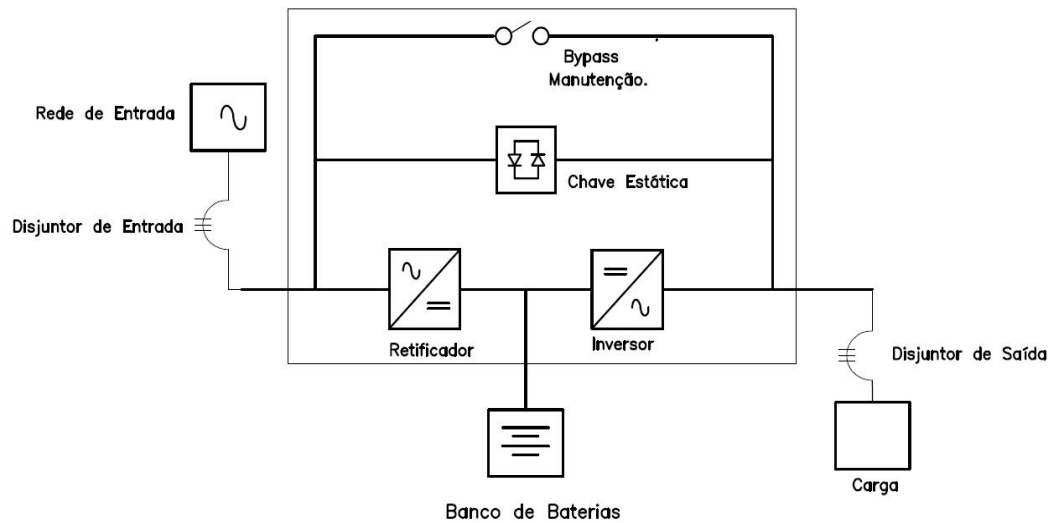 Bypass
Manutenção.
Rede de Entrada
Chave Estática
Disjuntor de Entrada
Retificador
Inversor
Disjuntor de Saída
Banco de Baterias
Carga